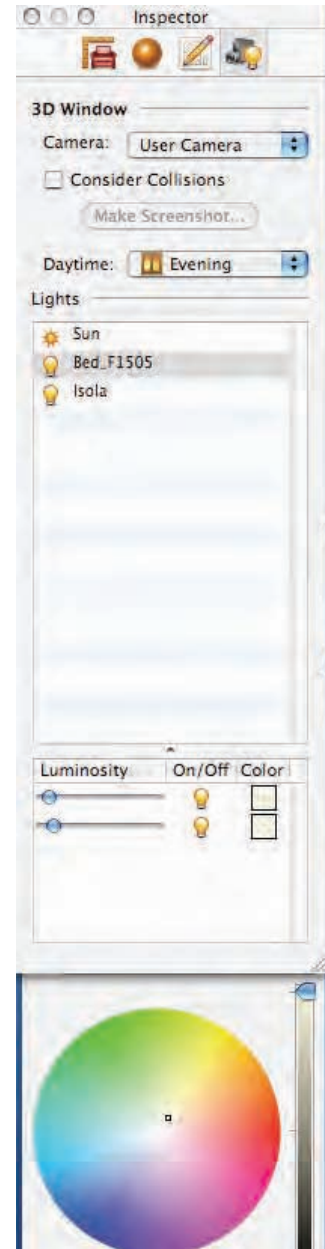 Inspector
3D Window
Camera: User Camera
Consider Collisions
Make Screenshot...
Daytime: Evening
Lights
Sun
Bed_F1505
Isola
Luminosity On/Off Color